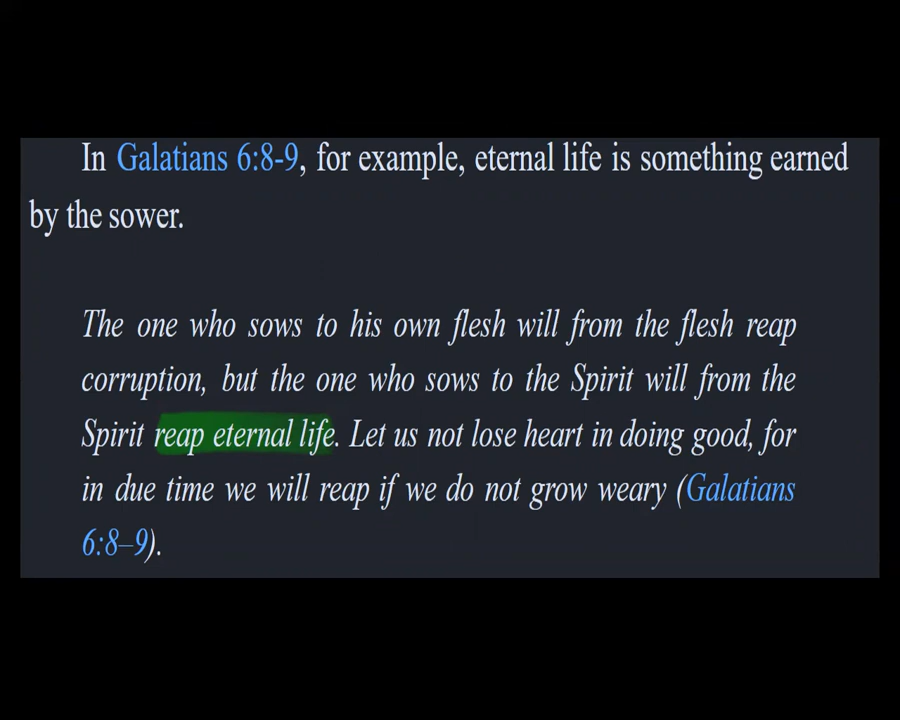 In Galatians 6:8-9, for example, eternal life is something earned
by the sower.
The one who sows to his own flesh will from the flesh reap
corruption, but the one who sows to the Spirit will from the
Spirit reap eternal life. Let us not lose heart in doing good, for
in due time we will reap if we do not grow weary (Galatians
6:8–9).